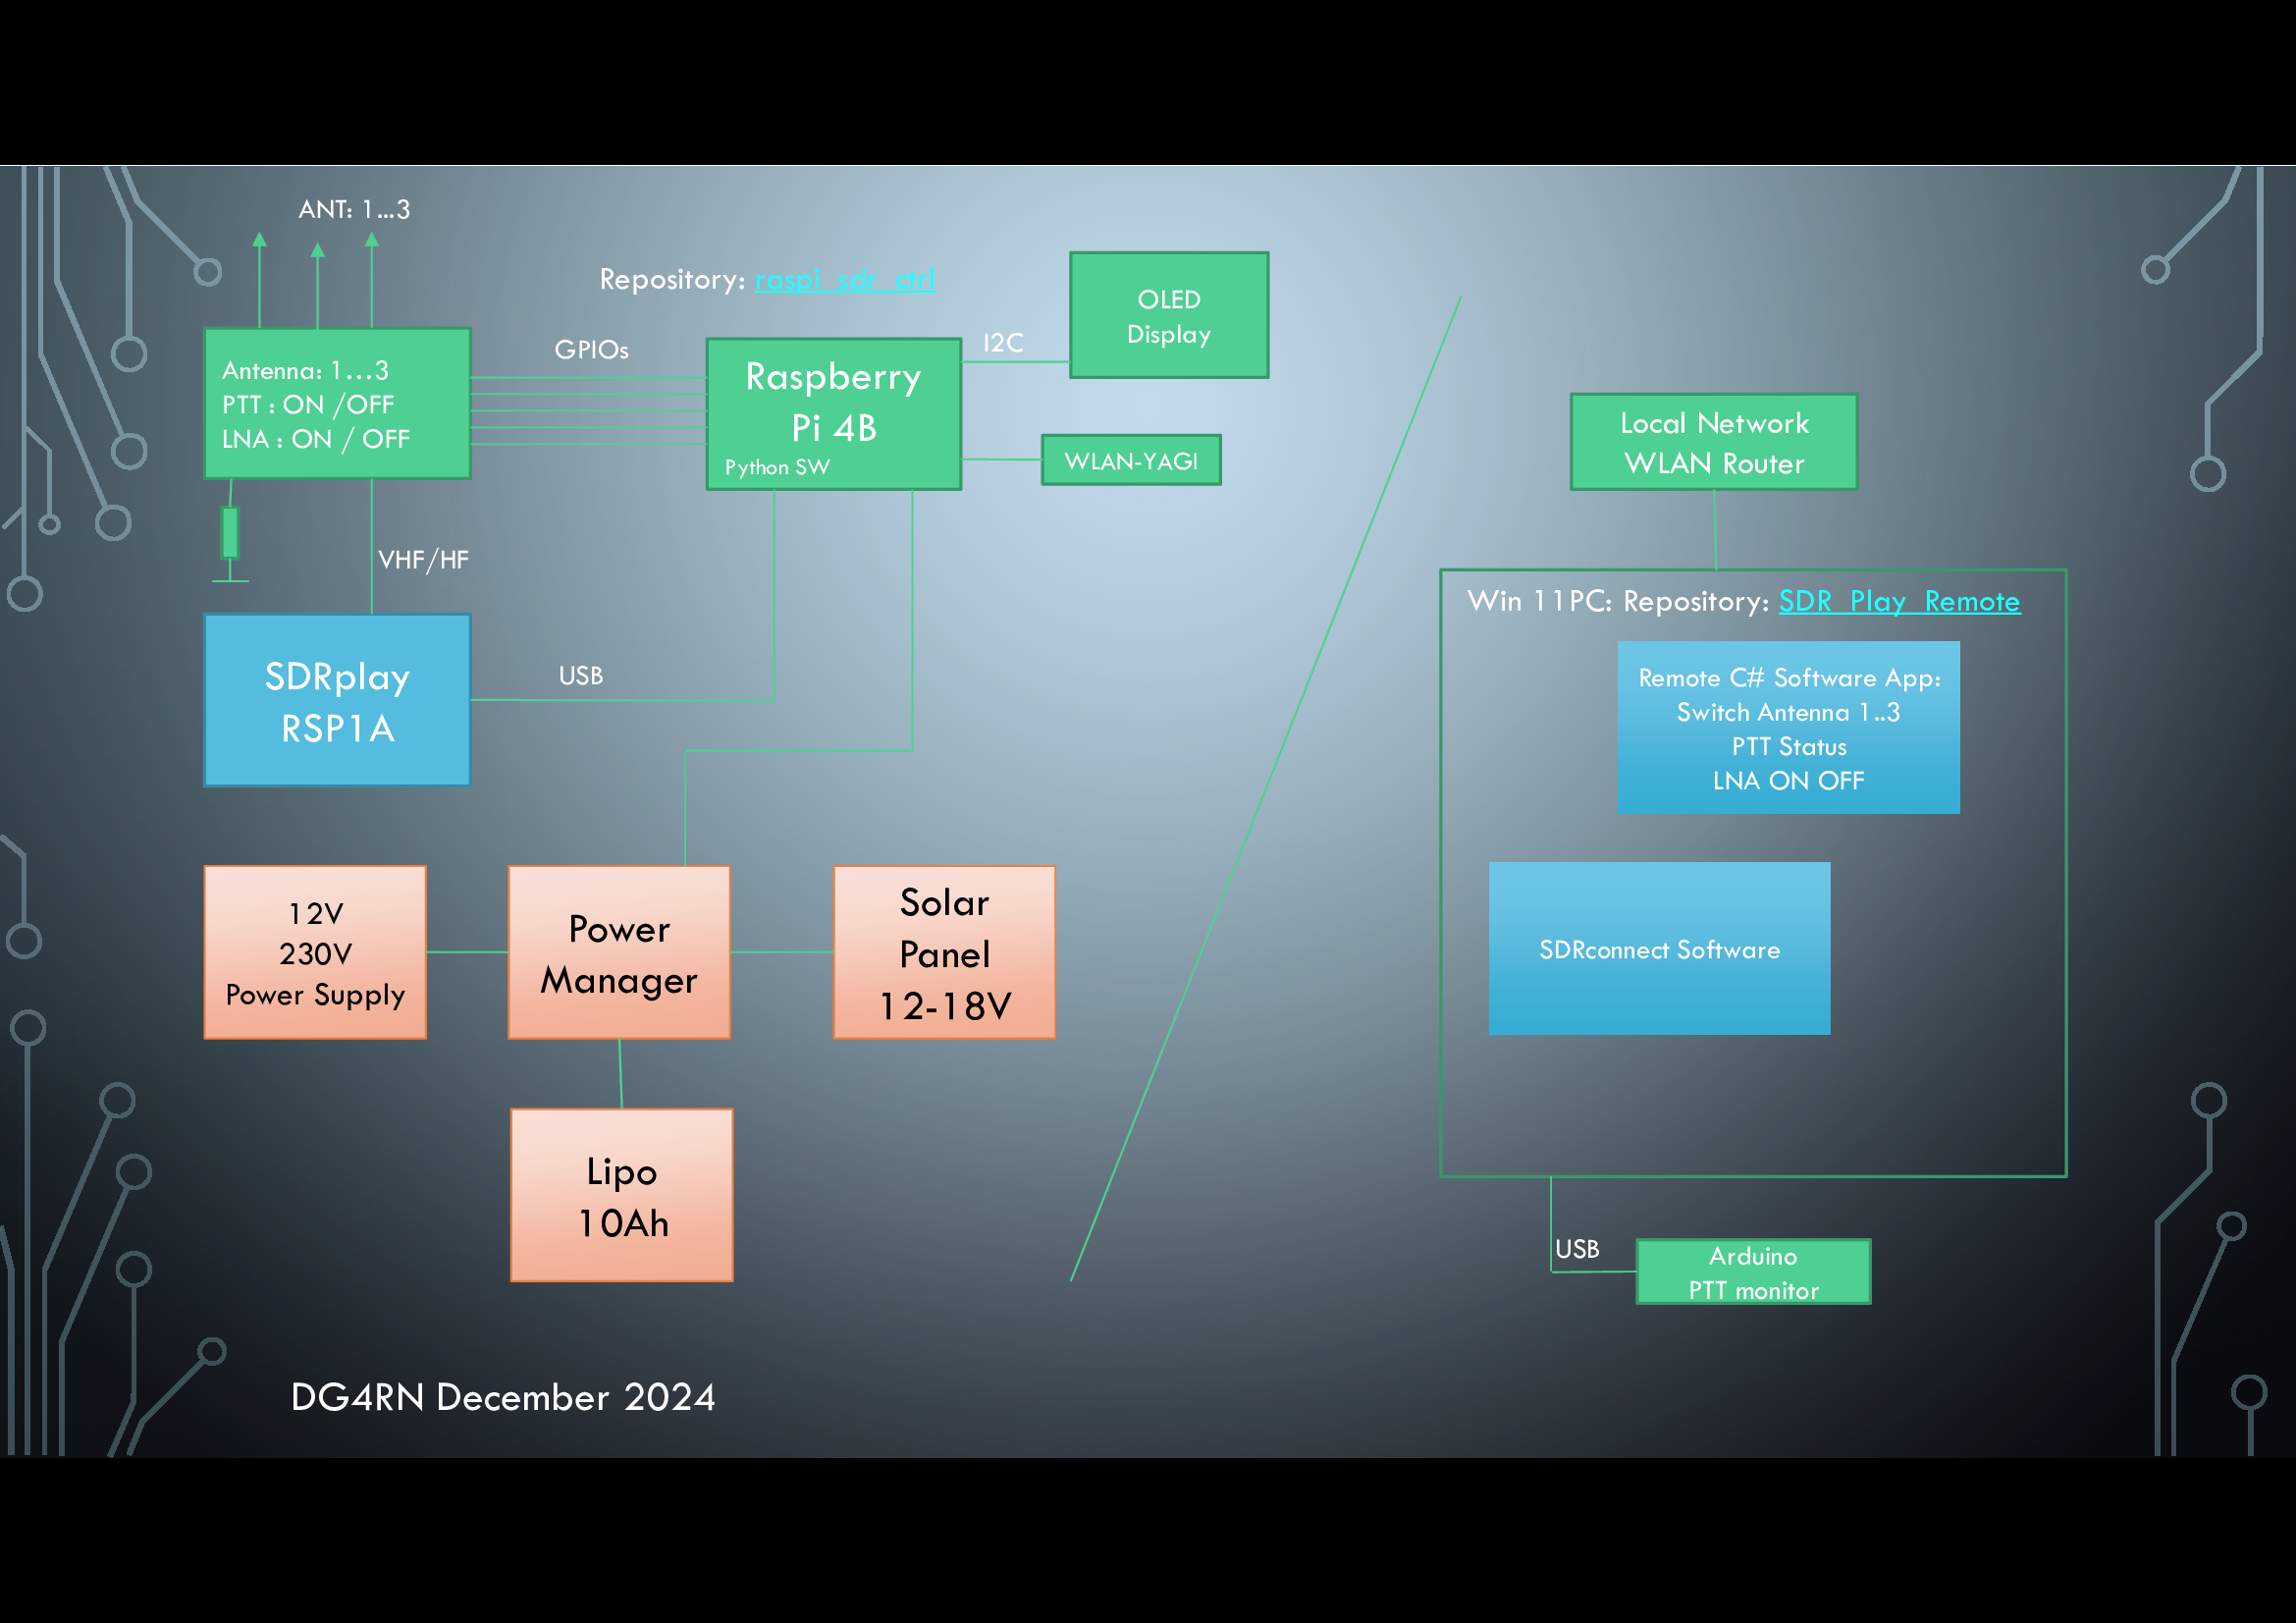 ANT: 1...3
Repository: raspi_sdr_ctrl
OLED
Display
GPIOs
I2C
Antenna: 1...3
PTT : ON /OFF
LNA : ON / OFF
Raspberry
Pi 4B
Python SW
WLAN-YAGI
VHF/HF
SDRplay
RSP1A
USB
12V
230V
Power Supply
Power
Manager
Solar
Panel
12-18V
Lipo
10Ah
Local Network
WLAN Router
Win 11PC: Repository: SDR_Play_Remote
Remote C# Software App:
Switch Antenna 1..3
PTT Status
LNA ON OFF
SDRconnect Software
USB
Arduino
PTT monitor
DG4RN December 2024